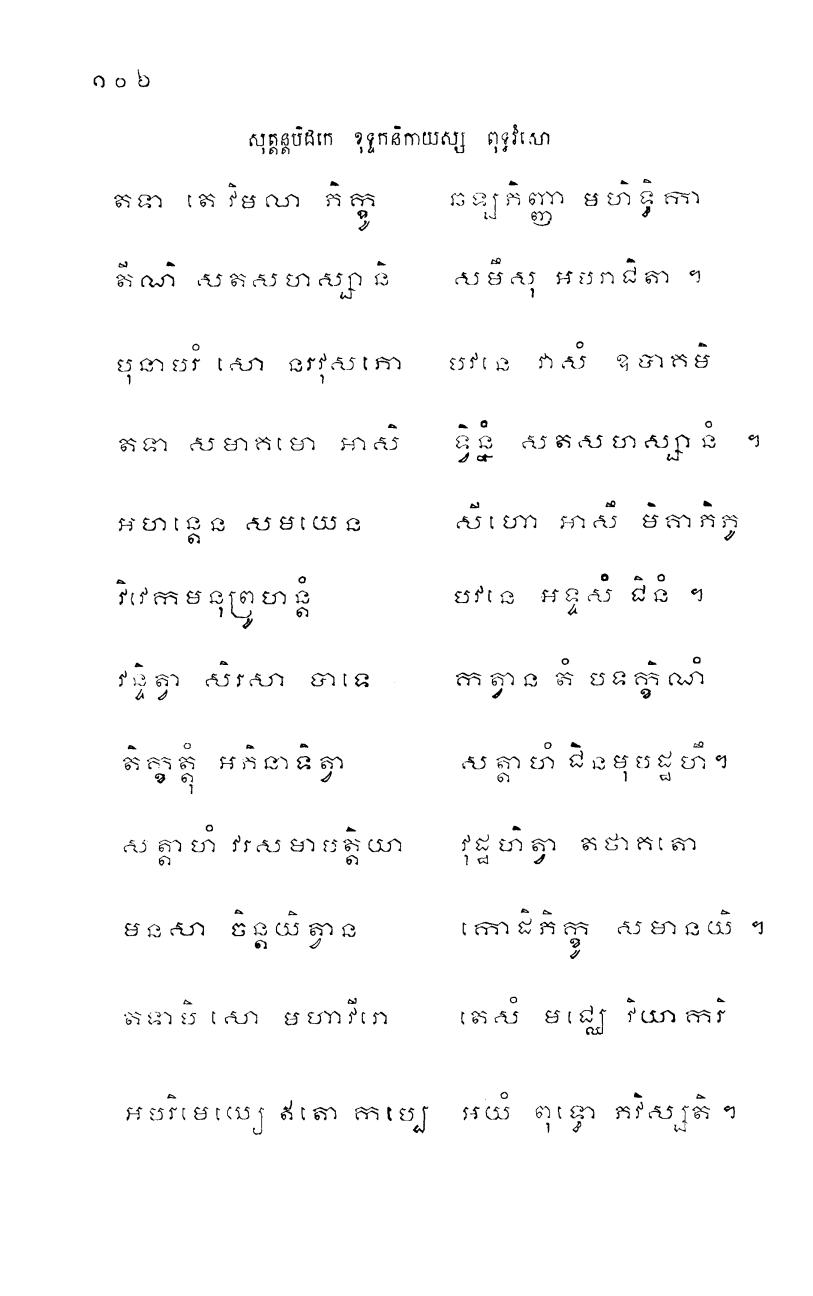 ១០៦
សុត្តន្តបិដកេ ខុទ្ទកនិកាយស្ស ពុទ្ធវំសោ
តទា តេ វិមលា ភិក្ខូ ឆឡភិញ្ញា មហិទ្ធិកា
តីណិ សតសហស្សានិ សមឹសុ អបរាជិតា ។
បុនាបរំ សោ នរវុសភោ បវនេ វាសំ ឧបាគមិ
តទា សមាគមោ អាសិ ទ្វិន្នំ សតសហស្សានំ ។
អហន្តេន សមយេន សីហោ អាសឹ មិគាភិភូ
វិវេកមនុព្រូហន្តំ បវនេ អទ្ទសំ ជិនំ ។
វន្ទិត្វា សិរសា បាទេ កត្វាន តំ បទក្ខិណំ
តិក្ខត្តុំ អភិនាទិត្វា សត្តាហំ ជិនមុបដ្ឋហឹ។
សត្តាហំ វរសមាបត្តិយា វុដ្ឋហិត្វា តថាគតោ
មនសា ចិន្តយិត្វាន កោដិភិក្ខូ សមានយិ ។
តទាបិ សោ មហាវីរោ តេសំ មជ្ឈេ វិយាករិ
អបរិមេយ្យេ ឥតោ កប្បេ អយំ ពុទ្ធោ ភវិស្សតិ ។